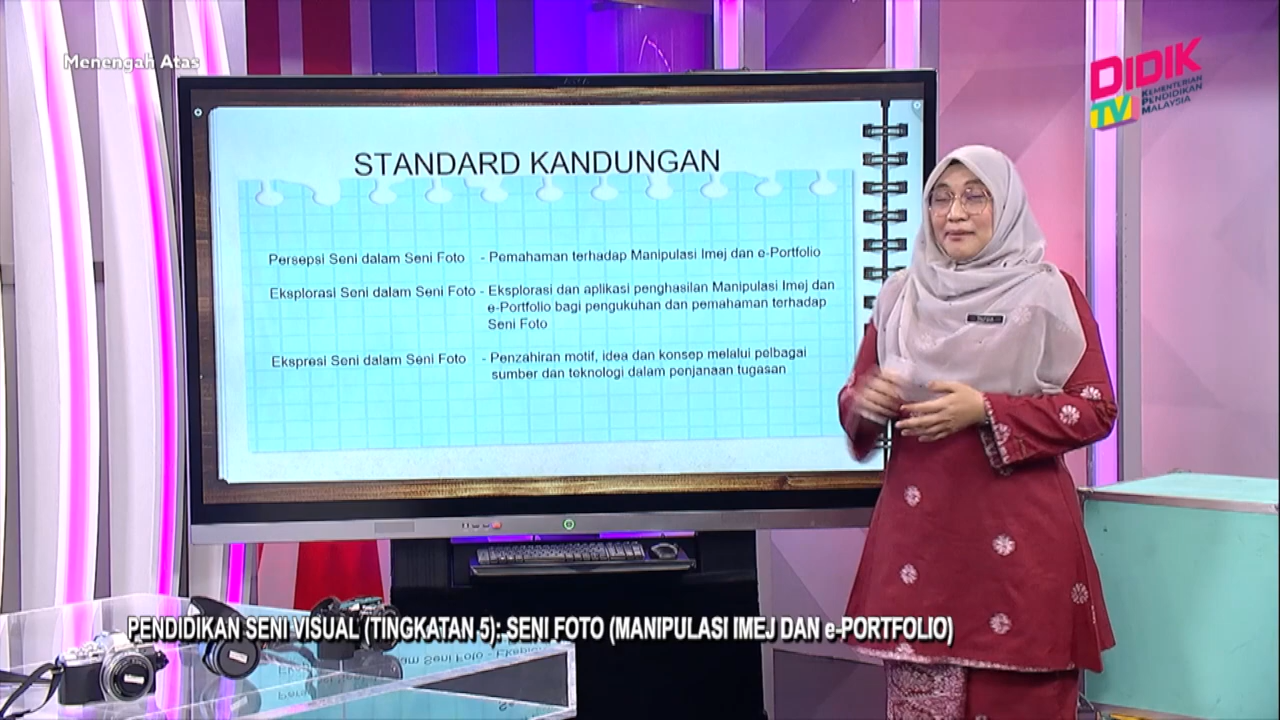 Menengah Atas
DIDIK
TV
KEMENTERIAN
PENDIDIKAN
MALAYSIA
STANDARD KANDUNGAN
Persepsi Seni dalam Seni Foto - Pemahaman terhadap Manipulasi Imej dan e-Portfolio
Eksplorasi Seni dalam Seni Foto - Eksplorasi dan aplikasi penghasilan Manipulasi Imej dan
e-Portfolio bagi pengukuhan dan pemahaman terhadap
Seni Foto
Ekspresi Seni dalam Seni Foto - Penzahiran motif, idea dan konsep melalui pelbagai
sumber dan teknologi dalam penjanaan tugasan
PENDIDIKAN SENI VISUAL (TINGKATAN 5): SENI FOTO (MANIPULASI IMEJ DAN e-PORTFOLIO)